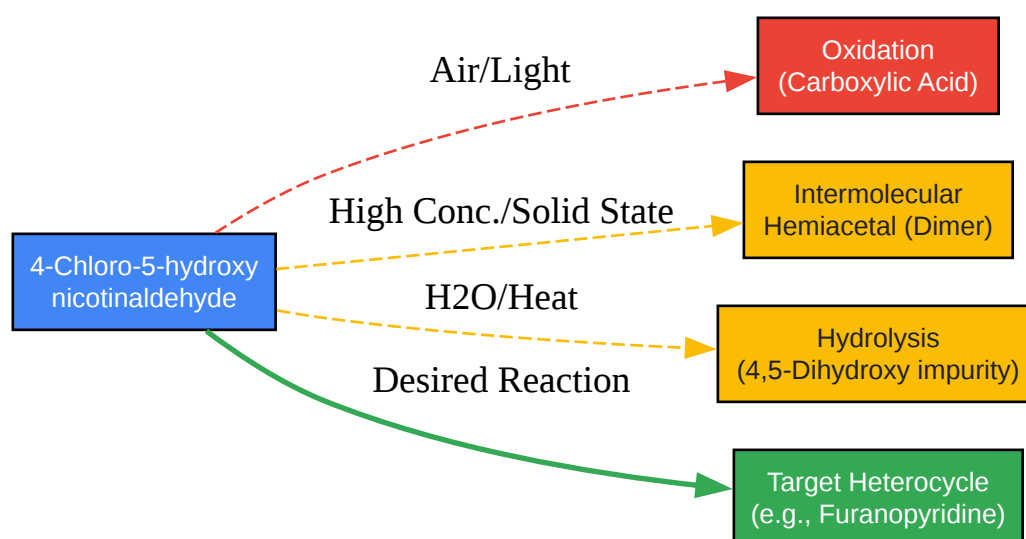 Air/Light
Oxidation
(Carboxylic Acid)
High Conc./Solid State
Intermolecular
Hemiacetal (Dimer)
4-Chloro-5-hydroxy
nicotinaldehyde
H2O/Heat
Hydrolysis
(4,5-Dihydroxy impurity)
Desired Reaction
Target Heterocycle
(e.g., Furanopyridine)